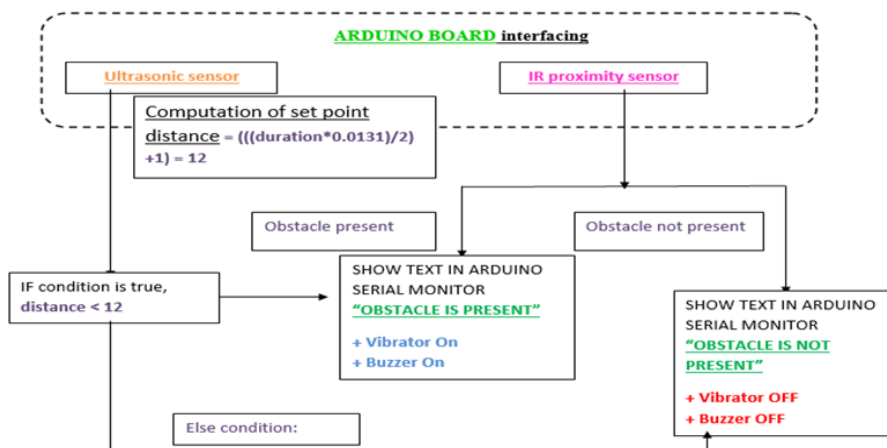 ARDUINO BOARD interfacing
Ultrasonic sensor
IR proximity sensor
Computation of set point
distance = (((duration*0.0131)/2)
+1) = 12
Obstacle present
Obstacle not present
IF condition is true,
distance < 12
SHOW TEXT IN ARDUINO
SERIAL MONITOR
“OBSTACLE IS PRESENT”
+ Vibrator On
+ Buzzer On
SHOW TEXT IN ARDUINO
SERIAL MONITOR
“OBSTACLE IS NOT
PRESENT”
+ Vibrator OFF
+ Buzzer OFF
Else condition: